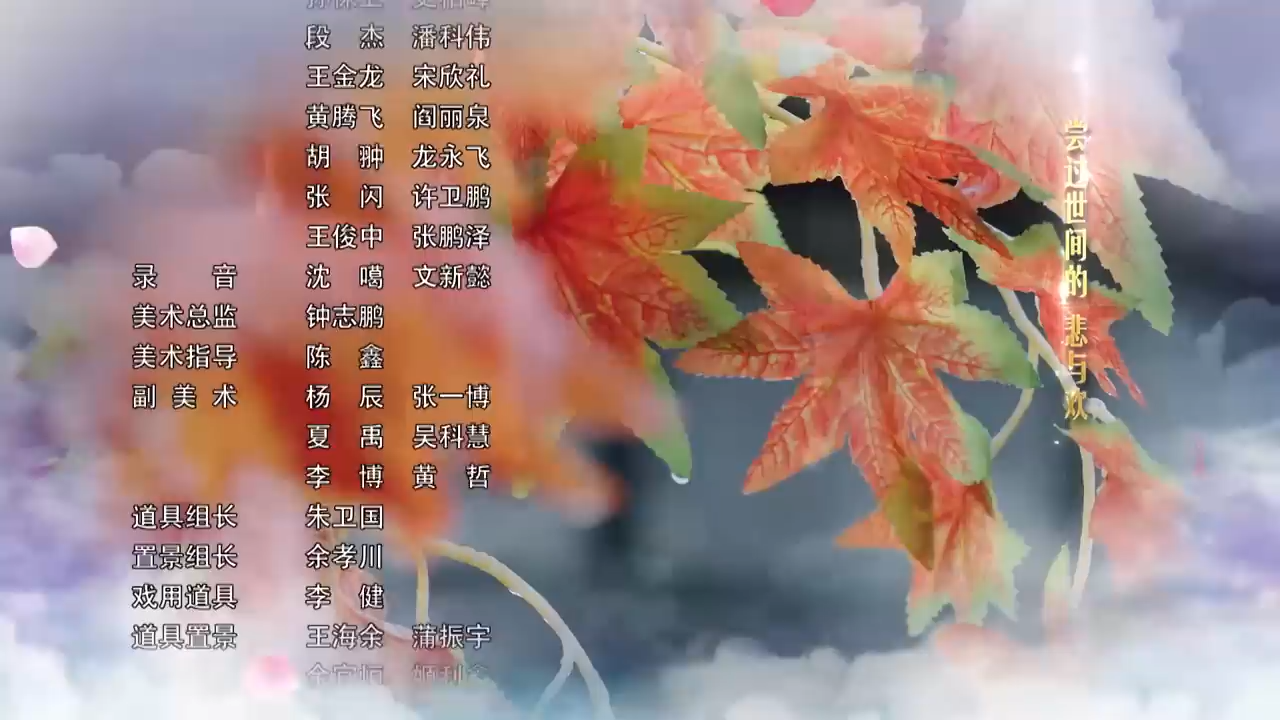 段 杰 潘科伟
王金龙 宋欣礼
黄腾飞 阎丽泉
胡 翀 龙永飞
张 闪 许卫鹏
王俊中 张鹏泽
录 音 沈 噶 文新懿
美术总监 钟志鹏
美术指导 陈 鑫
副美术 杨 辰 张一博
夏 禹 吴科慧
李 博 黄 哲
道具组长 朱卫国
置景组长 余孝川
戏用道具 李 健
道具置景 王海余 蒲振宇
尝过世间的 悲与欢